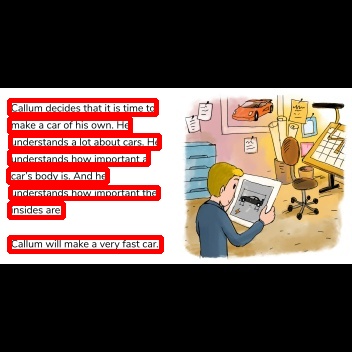 Callum decides that it is time to
make a car of his own. He
understands a lot about cars. He
understands how important a
car's body is. And he
understands how important the
insides are.
Callum will make a very fast car.